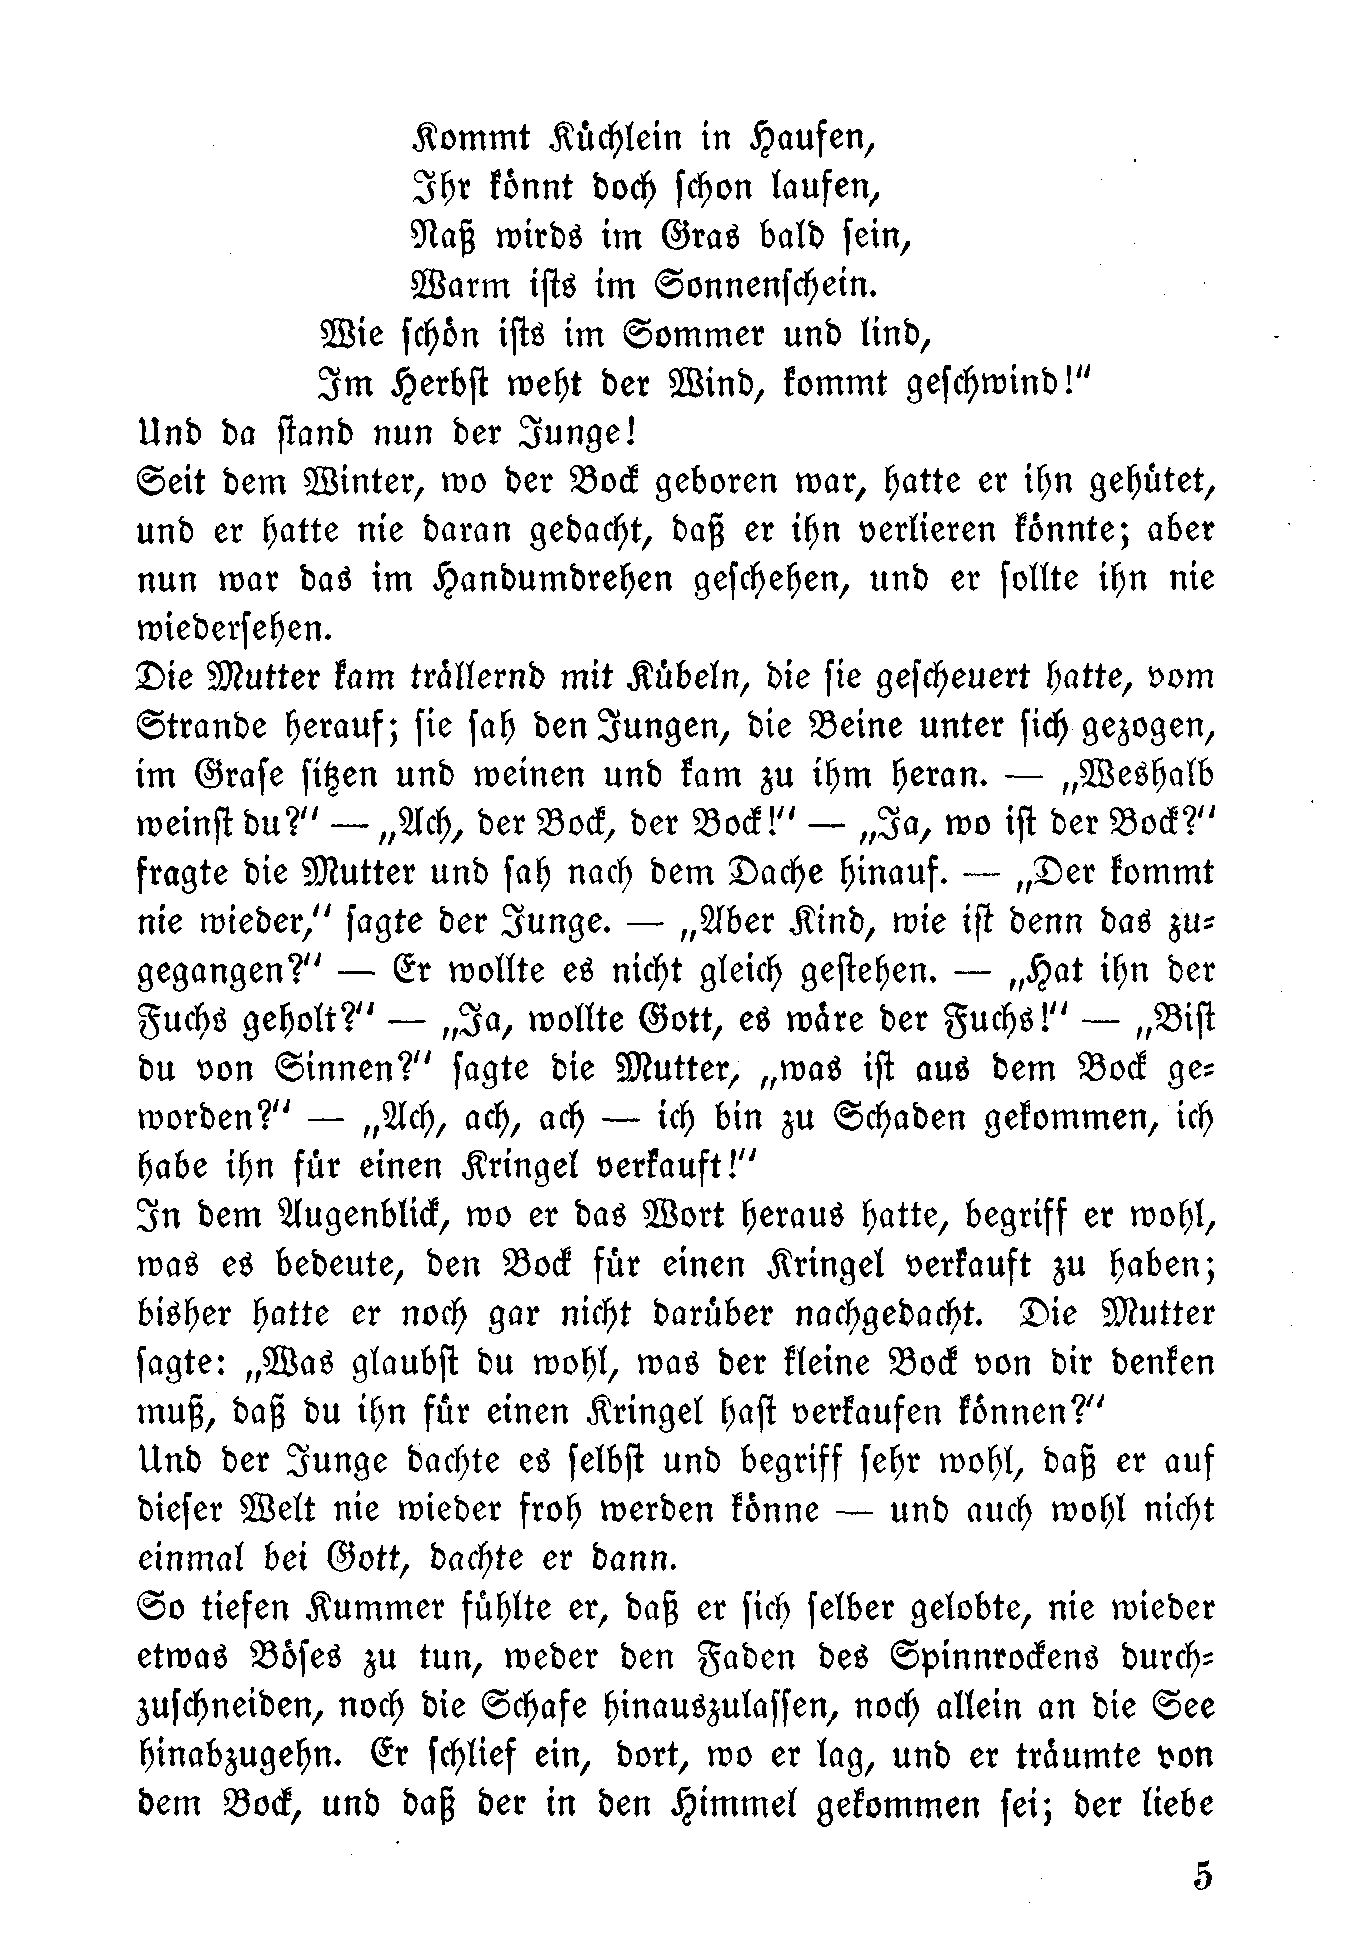 Kommt Küchlein in Haufen,
Ihr könnt doch schon laufen,
Naß wirds im Gras bald sein,
Warm ists im Sonnenschein.
Wie schön ists im Sommer und lind,
Im Herbst weht der Wind, kommt geschwind!“
Und da stand nun der Junge!
Seit dem Winter, wo der Bock geboren war, hatte er ihn gehütet,
und er hatte nie daran gedacht, daß er ihn verlieren könnte; aber
nun war das im Handumdrehen geschehen, und er sollte ihn nie
wiedersehen.
Die Mutter kam trällernd mit Kübeln, die sie gescheuert hatte, vom
Strande herauf; sie sah den Jungen, die Beine unter sich gezogen,
im Grase sitzen und weinen und kam zu ihm heran. — „Weshalb
weinst du?“ — „Ach, der Bock, der Bock!“ — „Ja, wo ist der Bock?“
fragte die Mutter und sah nach dem Dache hinauf. — „Der kommt
nie wieder,“ sagte der Junge. — „Aber Kind, wie ist denn das zu-
gegangen?“ — Er wollte es nicht gleich gestehen. — „Hat ihn der
Fuchs geholt?“ — „Ja, wollte Gott, es wäre der Fuchs!“ — „Bist
du von Sinnen?“ sagte die Mutter, „was ist aus dem Bock ge-
worden?“ — „Ach, ach, ach — ich bin zu Schaden gekommen, ich
habe ihn für einen Kringel verkauft!“
In dem Augenblick, wo er das Wort heraus hatte, begriff er wohl,
was es bedeute, den Bock für einen Kringel verkauft zu haben;
bisher hatte er noch gar nicht darüber nachgedacht. Die Mutter
sagte: „Was glaubst du wohl, was der kleine Bock von dir denken
muß, daß du ihn für einen Kringel hast verkaufen können?“
Und der Junge dachte es selbst und begriff sehr wohl, daß er auf
dieser Welt nie wieder froh werden könne — und auch wohl nicht
einmal bei Gott, dachte er dann.
So tiefen Kummer fühlte er, daß er sich selber gelobte, nie wieder
etwas Böses zu tun, weder den Faden des Spinnrockens durch-
zuschneiden, noch die Schafe hinauszulassen, noch allein an die See
hinabzugehn. Er schlief ein, dort, wo er lag, und er träumte von
dem Bock, und daß der in den Himmel gekommen sei; der liebe
5